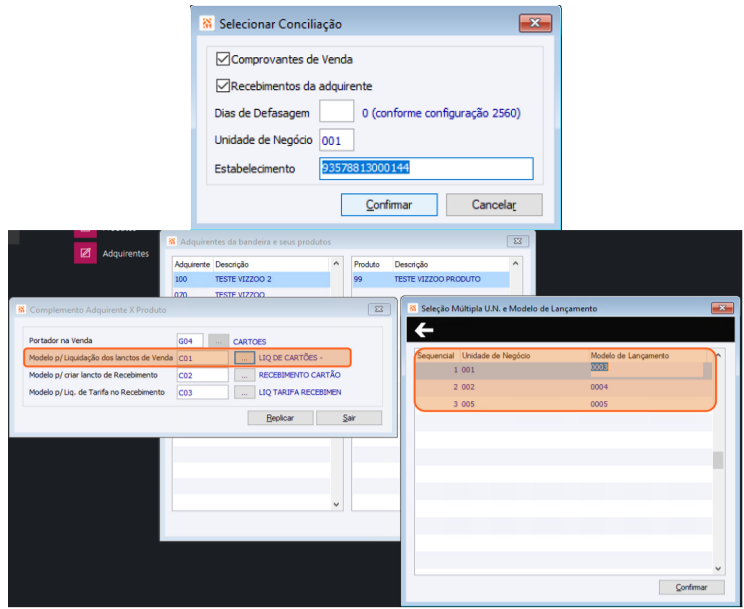 Selecionar Conciliação
Comprovantes de Venda
Recebimentos da adquirente
Dias de Defasagem 0 (conforme configuração 2560)
Unidade de Negócio 001
Estabelecimento 93578813000144
Confirmar Cancelar
Adquirentes
Adquirentes da bandeira e seus produtos
Adquirente Descrição Produto Descrição
100 TESTE VIZZOO 2 99 TESTE VIZZOO PRODUTO
070 TESTE VIZZOO
Complemento Adquirente X Produto
Portador na Venda G04 ... CARTOES
Modelo p/ Liquidação dos lanctos de Venda C01 ... LIQ DE CARTÕES -
Modelo p/ criar lancto de Recebimento C02 ... RECEBIMENTO CARTÃO
Modelo p/ Liq. de Tarifa no Recebimento C03 ... LIQ TARIFA RECEBIMEN
Replicar Sair
Seleção Múltipla U.N. e Modelo de Lançamento
Sequencial Unidade de Negócio Modelo de Lançamento
1 001 0003
2 002 0004
3 005 0005
Confirmar